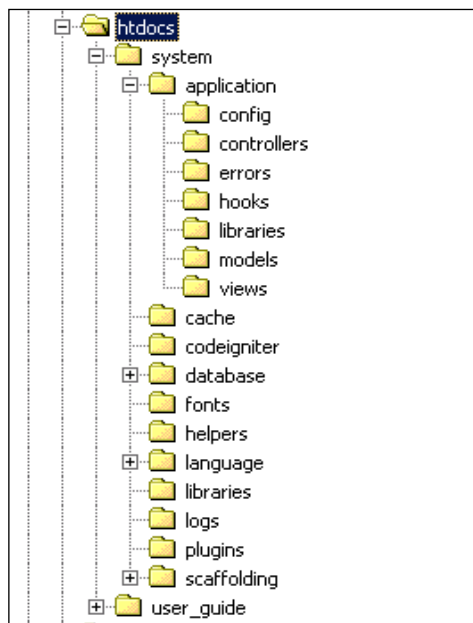 htdocs
system
application
config
controllers
errors
hooks
libraries
models
views
cache
codeigniter
database
fonts
helpers
language
libraries
logs
plugins
scaffolding
user_guide